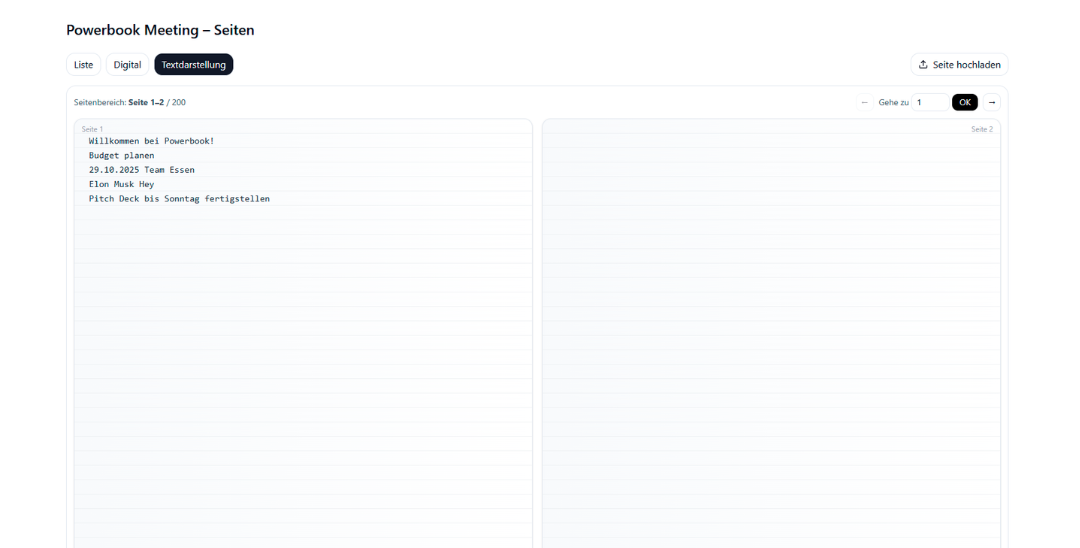 Powerbook Meeting – Seiten
Liste Digital Textdarstellung Seite hochladen
Seitenbereich: Seite 1–2 / 200 ← Gehe zu 1 OK →
Seite 1
Willkommen bei Powerbook!
Budget planen
29.10.2025 Team Essen
Elon Musk Hey
Pitch Deck bis Sonntag fertigstellen
Seite 2